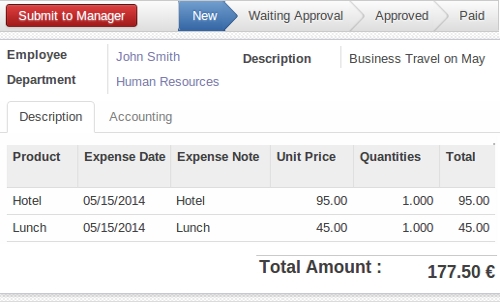 Submit to Manager New Waiting Approval Approved Paid
Employee John Smith Description Business Travel on May
Department Human Resources
Description Accounting
Product Expense Date Expense Note Unit Price Quantities Total
Hotel 05/15/2014 Hotel 95.00 1.000 95.00
Lunch 05/15/2014 Lunch 45.00 1.000 45.00
Total Amount : 177.50 €